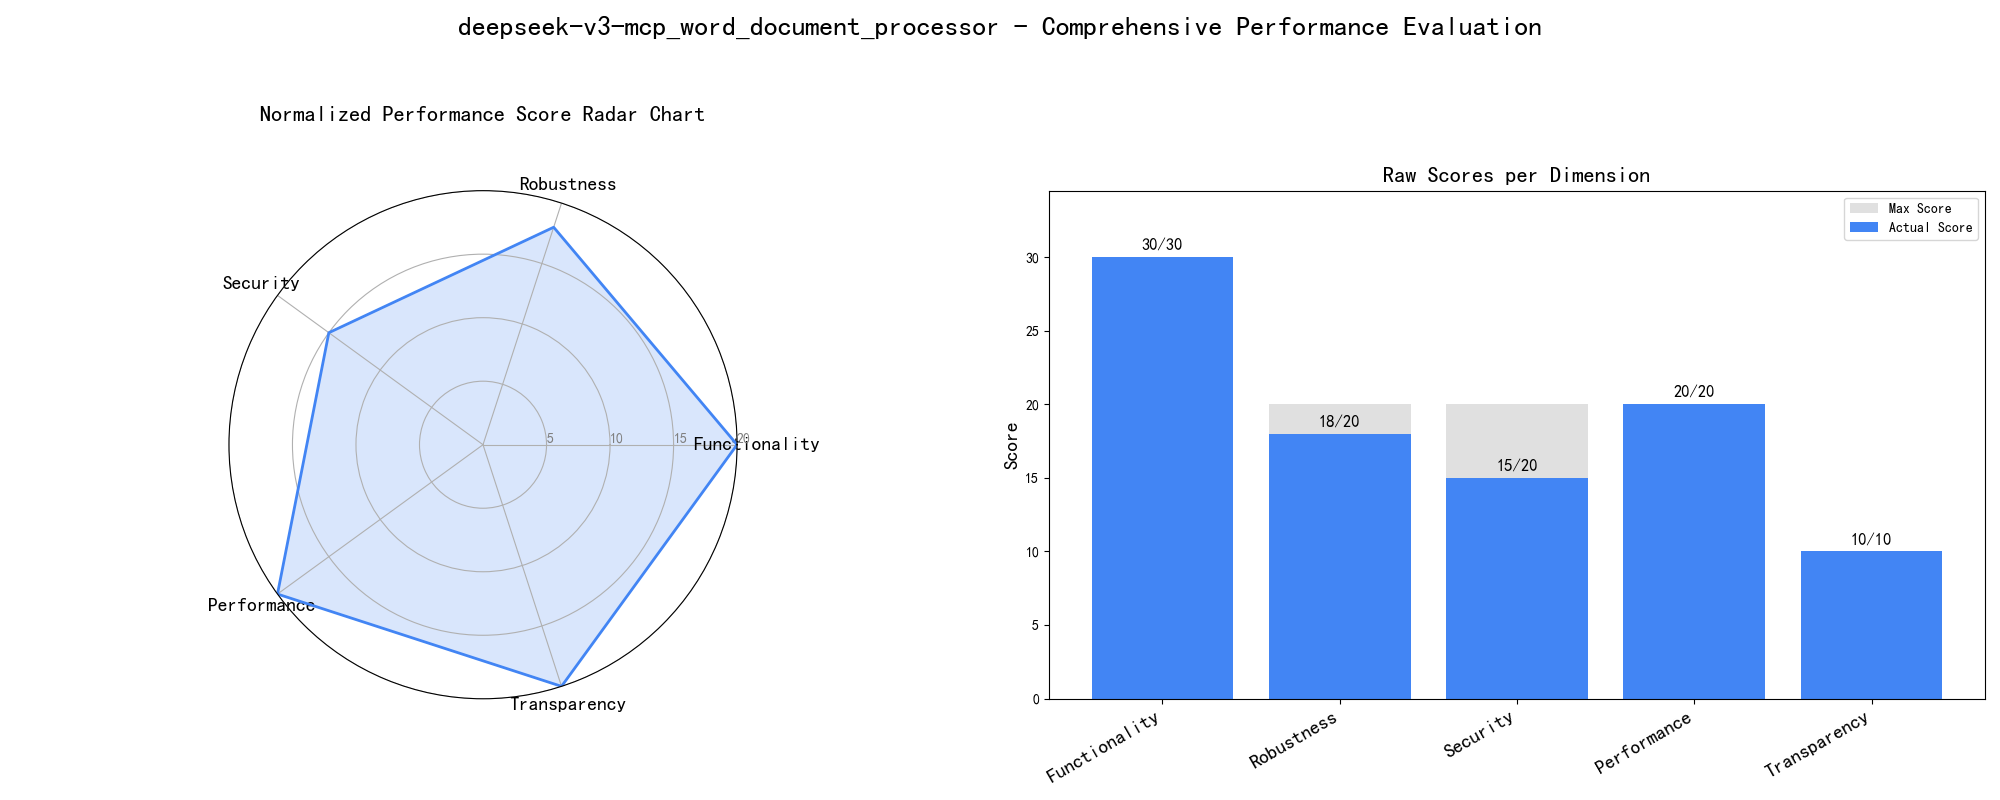 deepseek-v3-mcp_word_document_processor - Comprehensive Performance Evaluation
Normalized Performance Score Radar Chart
Robustness
Security
Functionality
5
10
15
20
Performance
Transparency
Raw Scores per Dimension
Max Score
Actual Score
30/30
18/20
15/20
20/20
10/10
Score
30
25
20
15
10
5
0
Functionality
Robustness
Security
Performance
Transparency